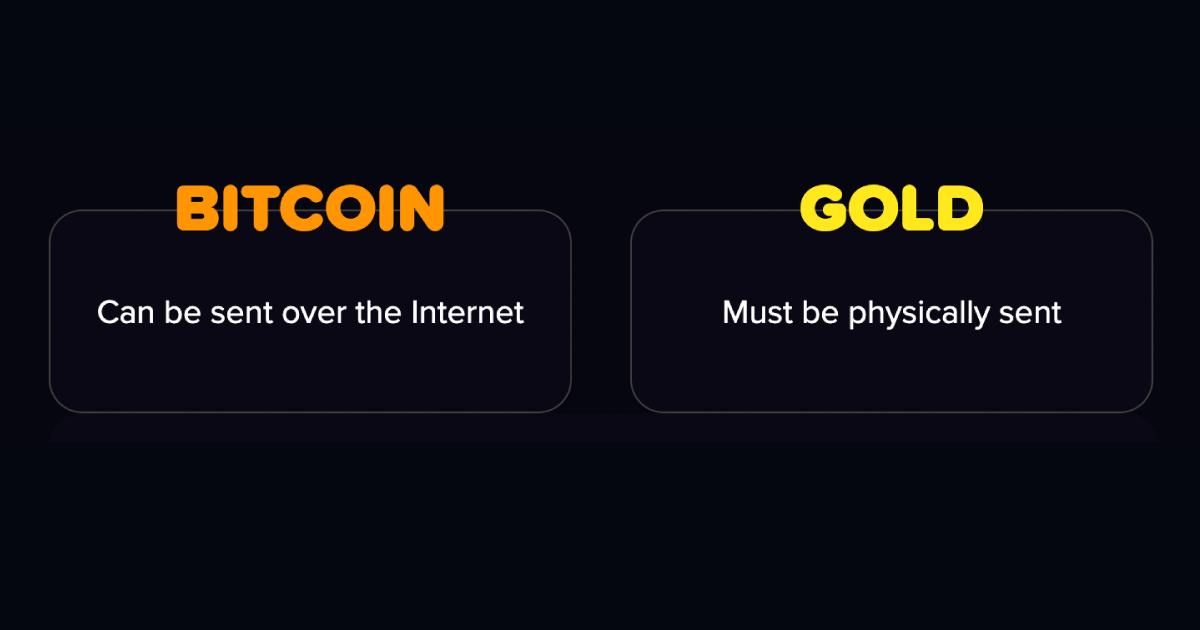 BITCOIN
Can be sent over the Internet
GOLD
Must be physically sent